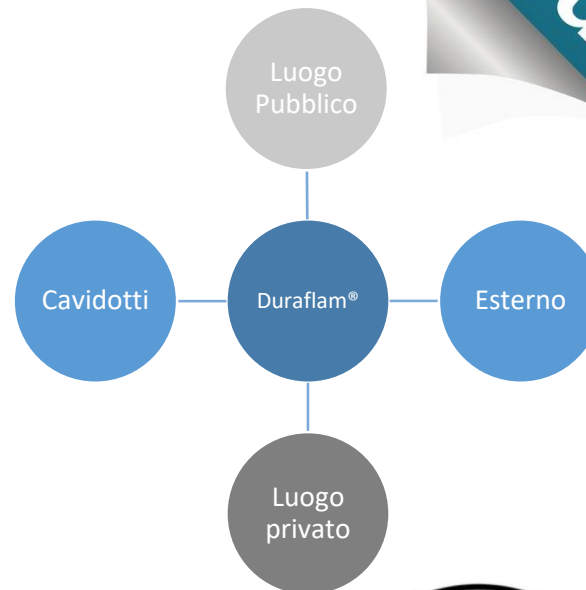 Luogo
Pubblico
Cavidotti
Duraflam®
Esterno
Luogo
privato